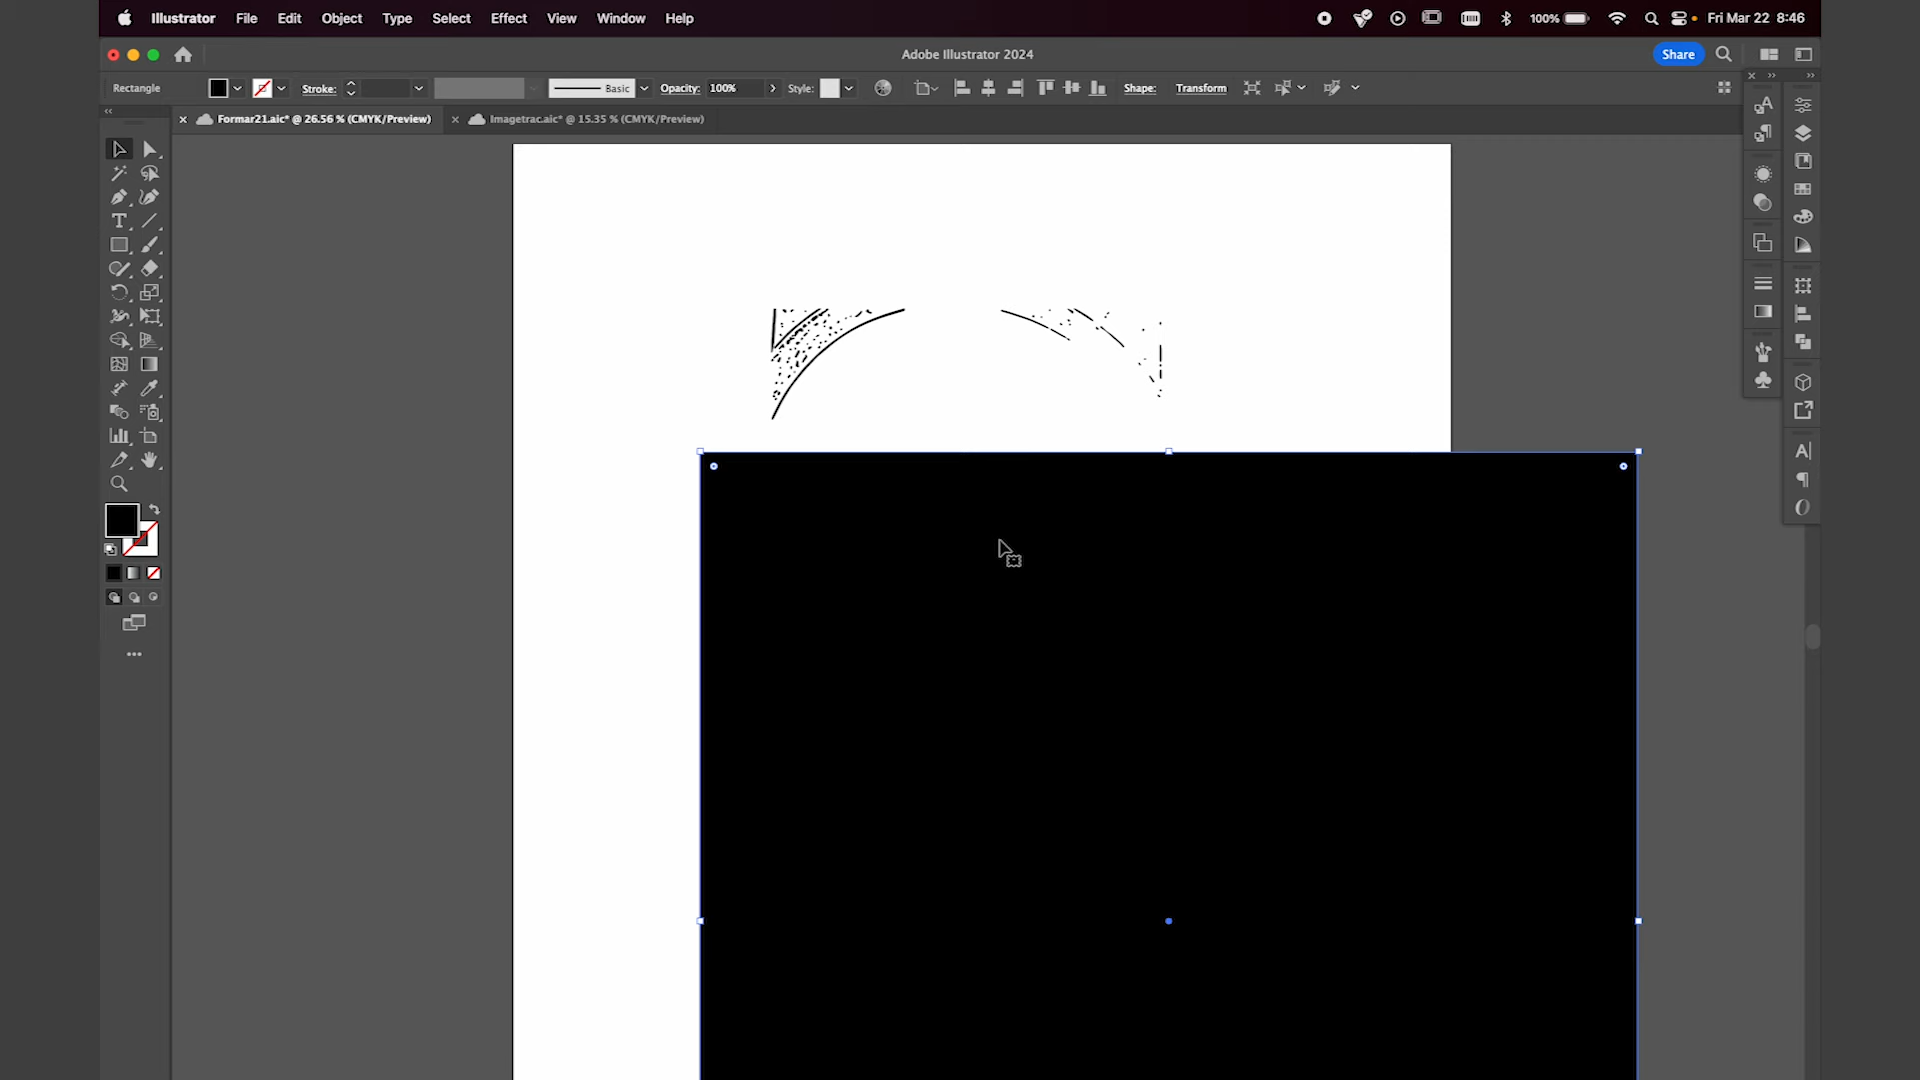 Illustrator File Edit Object Type Select Effect View Window Help 100% Fri Mar 22 8:46
Adobe Illustrator 2024 Share
Rectangle Stroke: Basic Opacity: 100% Style: Shape: Transform
Formar21.aic* @ 26.56 % (CMYK/Preview) Imagetrac.aic* @ 15.35 % (CMYK/Preview)